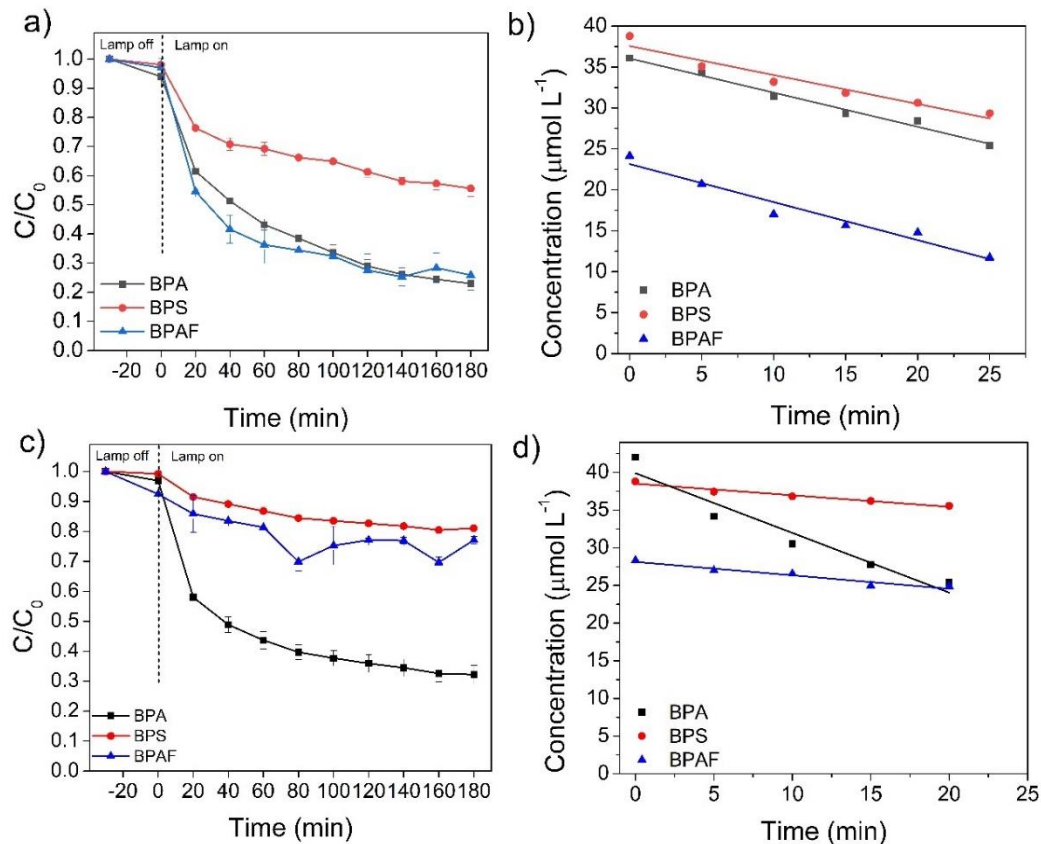 a)
Lamp off
Lamp on
1.0
0.9
0.8
0.7
0.6
0.5
0.4
0.3
0.2
0.1
0.0
C/C₀
BPA
BPS
BPAF
-20 0 20 40 60 80 100 120 140 160 180
Time (min)
b)
40
35
30
25
20
15
10
5
0
Concentration (μmol L⁻¹)
BPA
BPS
BPAF
0 5 10 15 20 25
Time (min)
c)
Lamp off
Lamp on
1.0
0.9
0.8
0.7
0.6
0.5
0.4
0.3
0.2
0.1
0.0
C/C₀
BPA
BPS
BPAF
-20 0 20 40 60 80 100 120 140 160 180
Time (min)
d)
40
35
30
25
20
15
10
5
0
Concentration (μmol L⁻¹)
BPA
BPS
BPAF
0 5 10 15 20 25
Time (min)